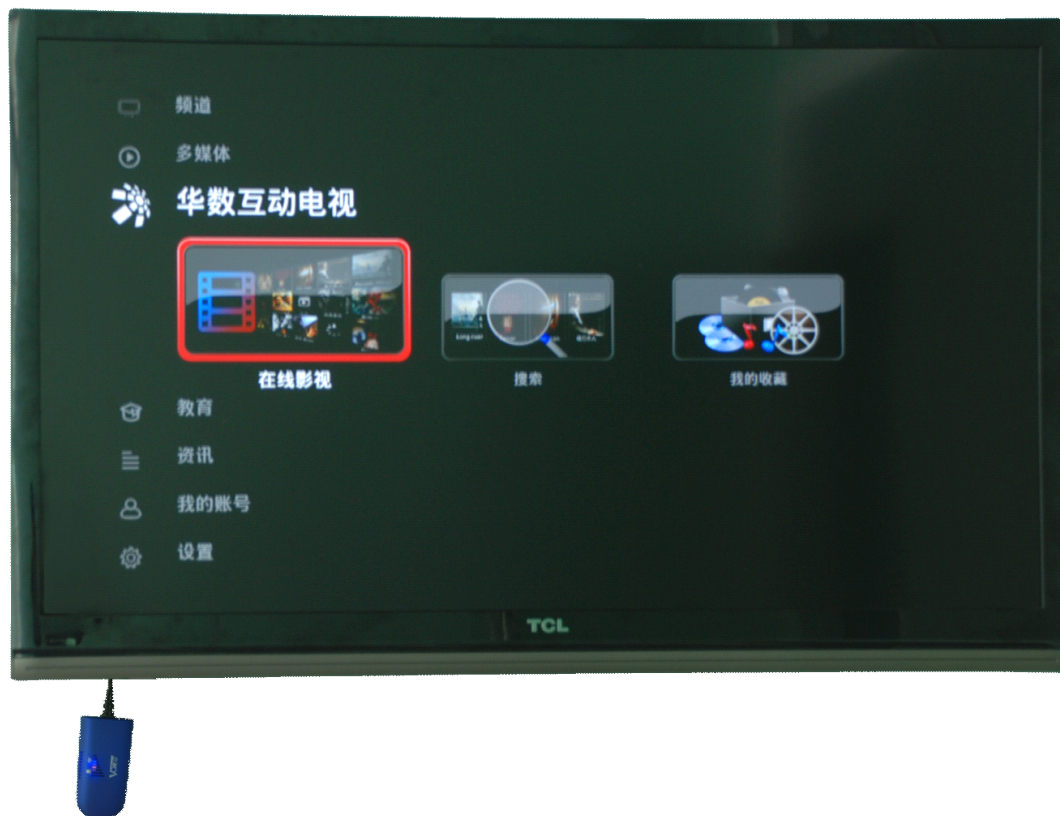 频道
多媒体
华数互动电视
在线影视
搜索
我的收藏
教育
资讯
我的账号
设置
TCL